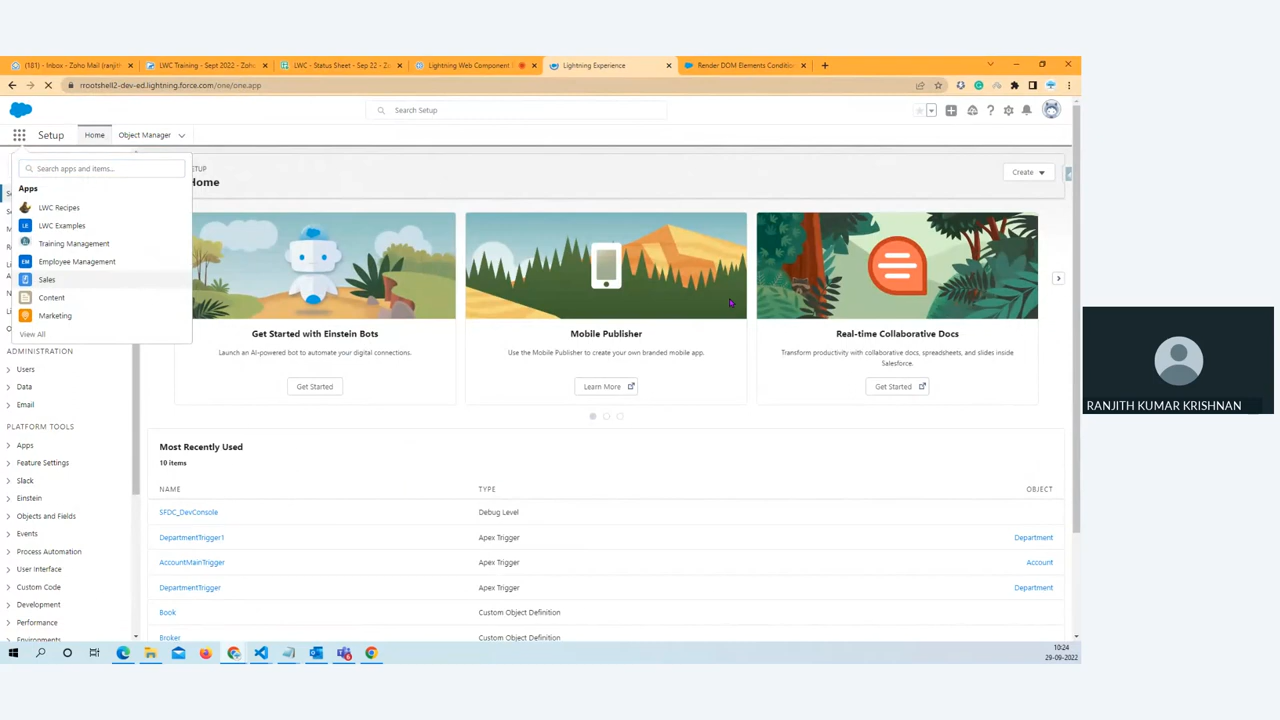 (181) - Inbox - Zoho Mail (ranjith
LWC Training - Sept 2022 - Zoho
LWC - Status Sheet - Sep 22 - Zo
Lightning Web Component
Lightning Experience
Render DOM Elements Condition
rrootshell2-dev-ed.lightning.force.com/one/one.app
Search Setup
Setup
Home
Object Manager
Search apps and items...
Apps
LWC Recipes
LWC Examples
Training Management
Employee Management
Sales
Content
Marketing
View All
ADMINISTRATION
Users
Data
Email
PLATFORM TOOLS
Apps
Feature Settings
Slack
Einstein
Objects and Fields
Events
Process Automation
User Interface
Custom Code
Development
Performance
Environments
SETUP
Home
Create
Get Started with Einstein Bots
Launch an AI-powered bot to automate your digital connections.
Get Started
Mobile Publisher
Use the Mobile Publisher to create your own branded mobile app.
Learn More
Real-time Collaborative Docs
Transform productivity with collaborative docs, spreadsheets, and slides inside
Salesforce.
Get Started
Most Recently Used
10 items
NAME TYPE OBJECT
SFDC_DevConsole Debug Level
DepartmentTrigger1 Apex Trigger Department
AccountMainTrigger Apex Trigger Account
DepartmentTrigger Apex Trigger Department
Book Custom Object Definition
Broker Custom Object Definition
RANJITH KUMAR KRISHNAN
10:24
29-09-2022